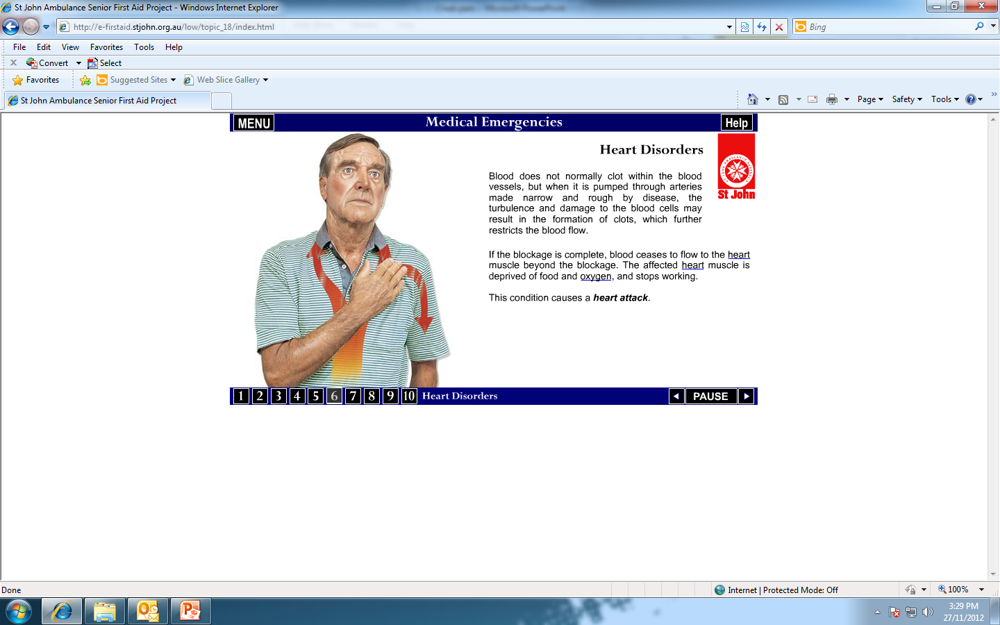 St John Ambulance Senior First Aid Project - Windows Internet Explorer
http://e-firstaid.stjohn.org.au/low/topic_18/index.html
Bing
File Edit View Favorites Tools Help
x Convert Select
Favorites Suggested Sites Web Slice Gallery
St John Ambulance Senior First Aid Project
Page Safety Tools
MENU Medical Emergencies Help
Heart Disorders
St John
Blood does not normally clot within the blood
vessels, but when it is pumped through arteries
made narrow and rough by disease, the
turbulence and damage to the blood cells may
result in the formation of clots, which further
restricts the blood flow.
If the blockage is complete, blood ceases to flow to the heart
muscle beyond the blockage. The affected heart muscle is
deprived of food and oxygen, and stops working.
This condition causes a heart attack.
1 2 3 4 5 6 7 8 9 10 Heart Disorders PAUSE
Done Internet | Protected Mode: Off 100%
3:29 PM
27/11/2012